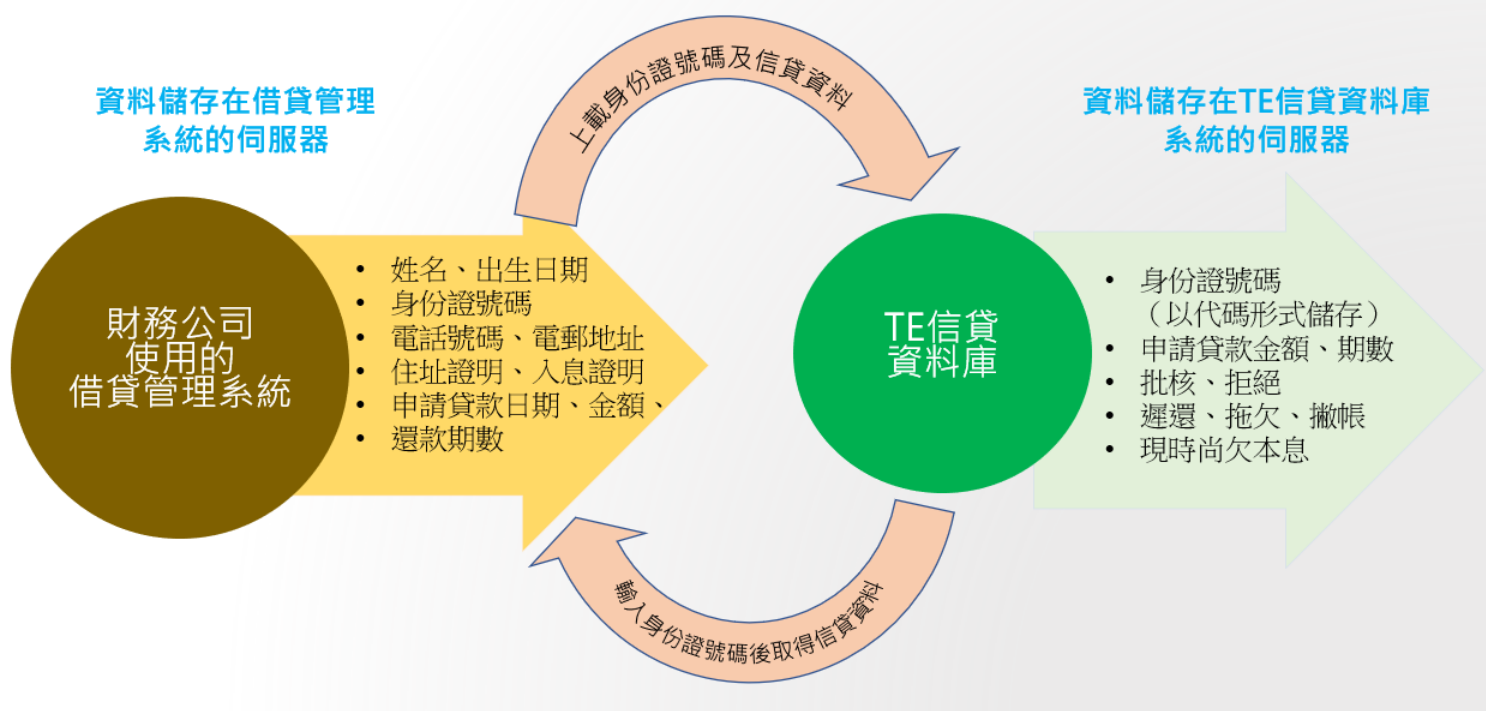 上載身份證號碼及信貸資料
資料儲存在借貸管理
系統的伺服器
資料儲存在TE信貸資料庫
系統的伺服器
財務公司
使用的
借貸管理系統
• 姓名、出生日期
• 身份證號碼
• 電話號碼、電郵地址
• 住址證明、入息證明
• 申請貸款日期、金額、
• 還款期數
TE信貸
資料庫
• 身份證號碼
（以代碼形式儲存）
• 申請貸款金額、期數
• 批核、拒絕
• 遲還、拖欠、撇帳
• 現時尚欠本息
輸入身份證號碼後取得信貸資料